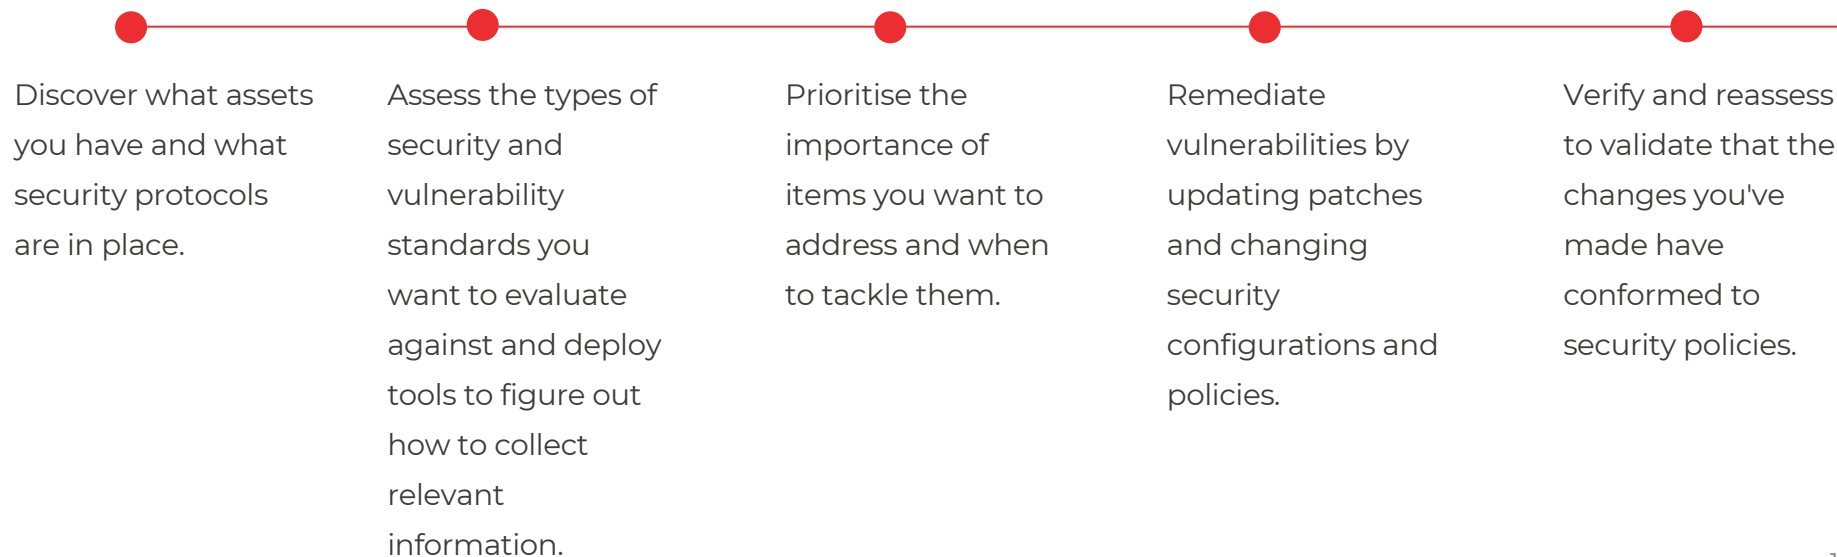 Discover what assets
you have and what
security protocols
are in place.
Assess the types of
security and
vulnerability
standards you
want to evaluate
against and deploy
tools to figure out
how to collect
relevant
information.
Prioritise the
importance of
items you want to
address and when
to tackle them.
Remediate
vulnerabilities by
updating patches
and changing
security
configurations and
policies.
Verify and reassess
to validate that the
changes you've
made have
conformed to
security policies.